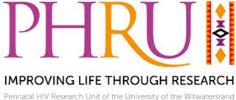 PHRU
IMPROVING LIFE THROUGH RESEARCH
Perinatal HIV Research Unit of the University of the Witwatersrand